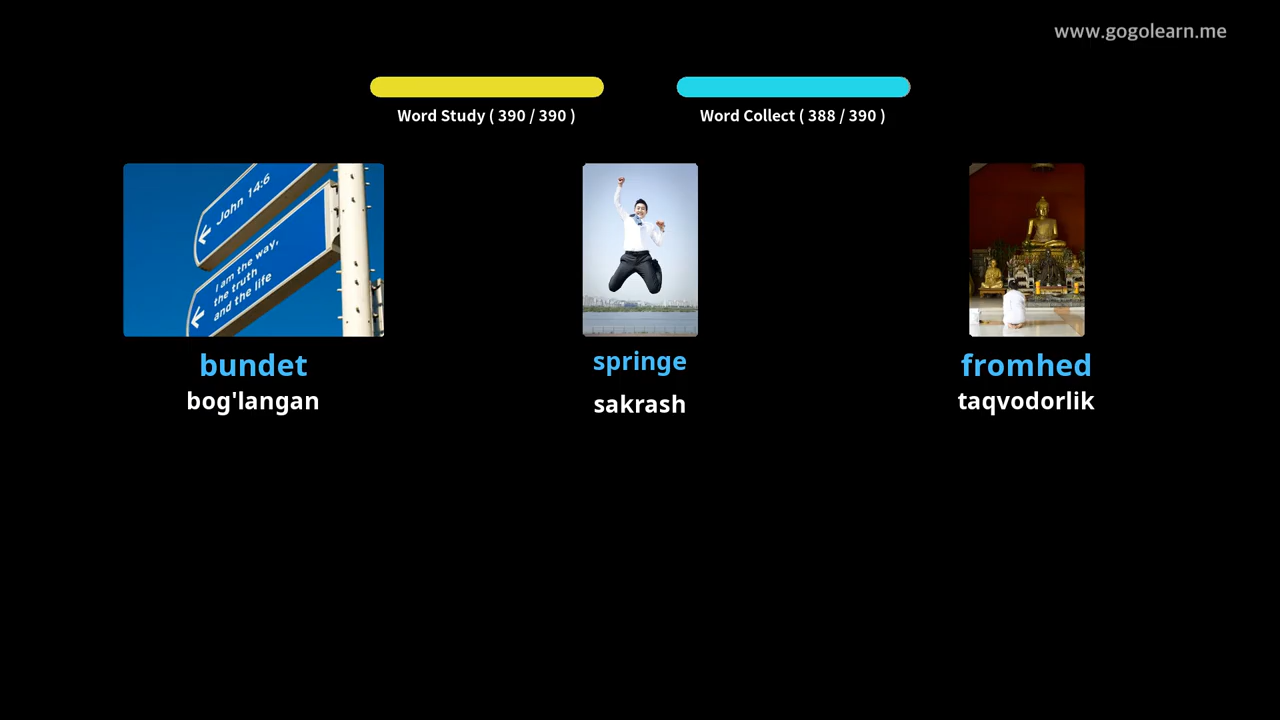 www.gogolearn.me
Word Study ( 390 / 390 )
Word Collect ( 388 / 390 )
John 14:6
I am the way,
the truth
and the life
bundet
bog'langan
springe
sakrash
fromhed
taqvodorlik